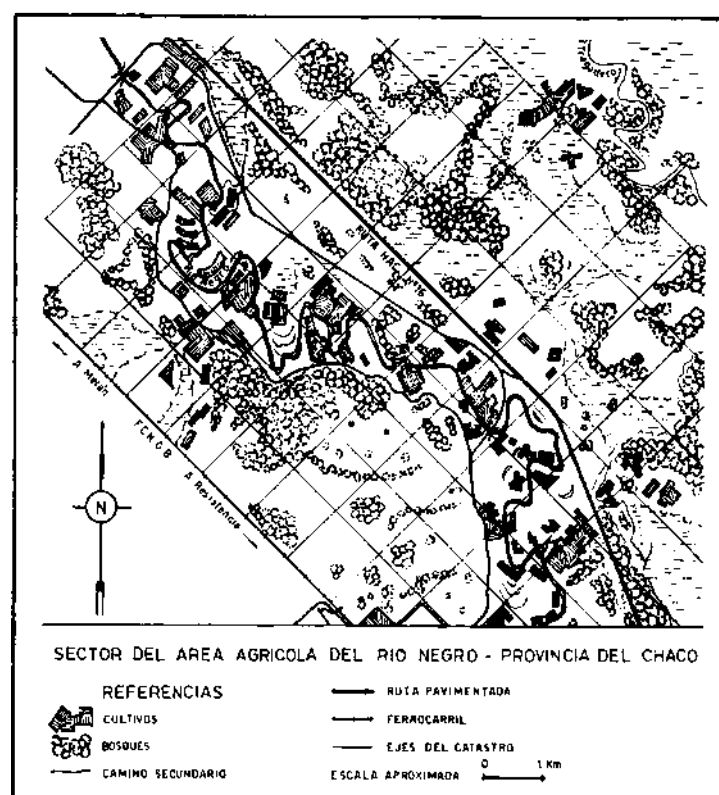 RUTA NAC.
A Metán
F.C.N.G.B.
A Resistencia
N
SECTOR DEL AREA AGRICOLA DEL RIO NEGRO - PROVINCIA DEL CHACO
REFERENCIAS
CULTIVOS
BOSQUES
CAMINO SECUNDARIO
RUTA PAVIMENTADA
FERROCARRIL
EJES DEL CATASTRO
ESCALA APROXIMADA 0 1 Km